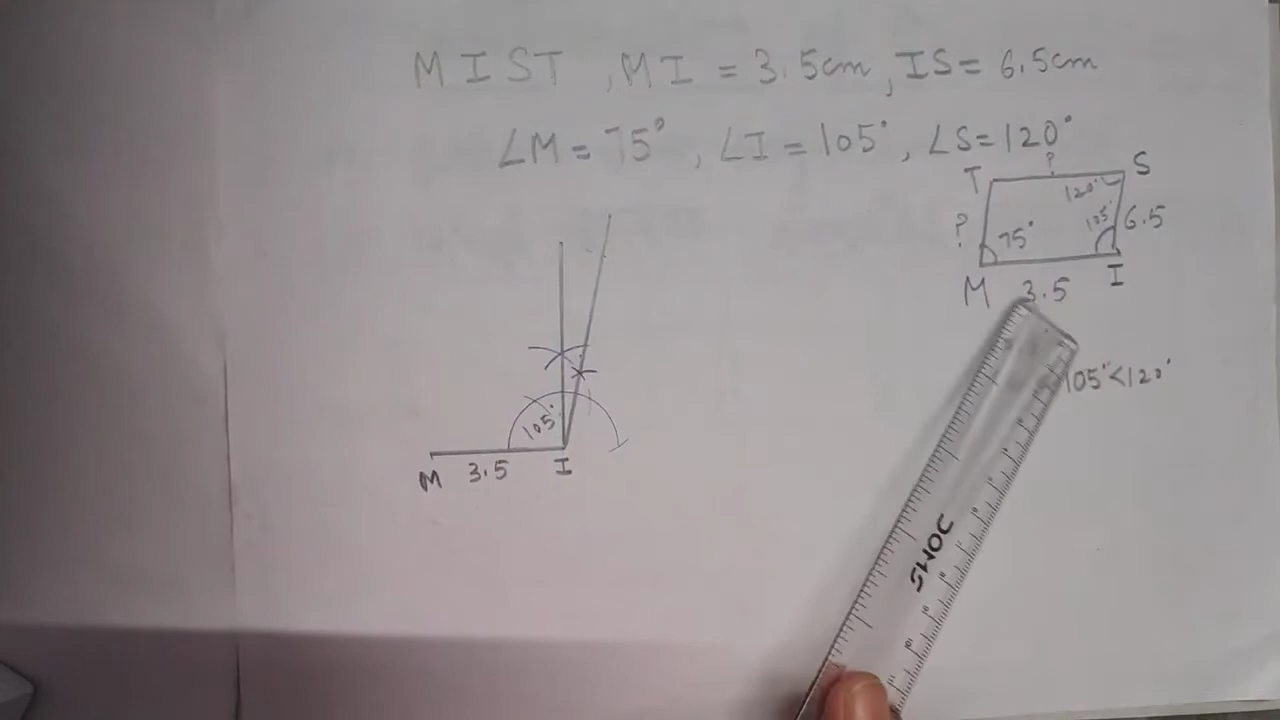 MIST, MI = 3.5cm, IS = 6.5cm
∠M = 75°, ∠I = 105°, ∠S = 120°
T ? S
120°
? 75° 105° 6.5
M 3.5 I
105° < 120°
105°
M 3.5 I
SMOC